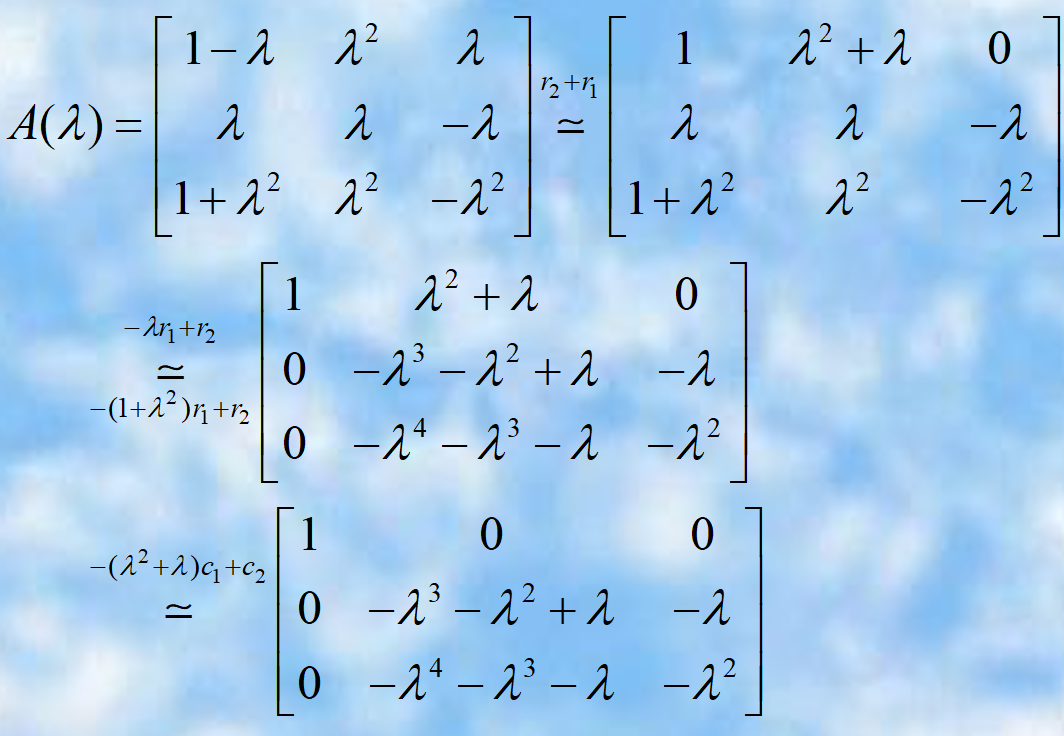 A(λ) = [ 1−λ λ² λ ; λ λ −λ ; 1+λ² λ² −λ² ] r₂+r₁ ≃ [ 1 λ²+λ 0 ; λ λ −λ ; 1+λ² λ² −λ² ]
−λr₁+r₂ ≃ −(1+λ²)r₁+r₂ [ 1 λ²+λ 0 ; 0 −λ³−λ²+λ −λ ; 0 −λ⁴−λ³−λ −λ² ]
−(λ²+λ)c₁+c₂ ≃ [ 1 0 0 ; 0 −λ³−λ²+λ −λ ; 0 −λ⁴−λ³−λ −λ² ]